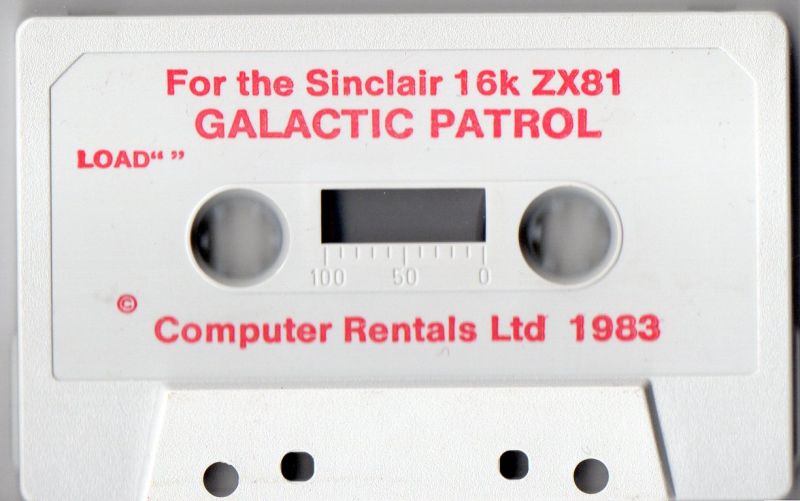 For the Sinclair 16k ZX81
GALACTIC PATROL
LOAD“ ”
100 50 0
©
Computer Rentals Ltd 1983